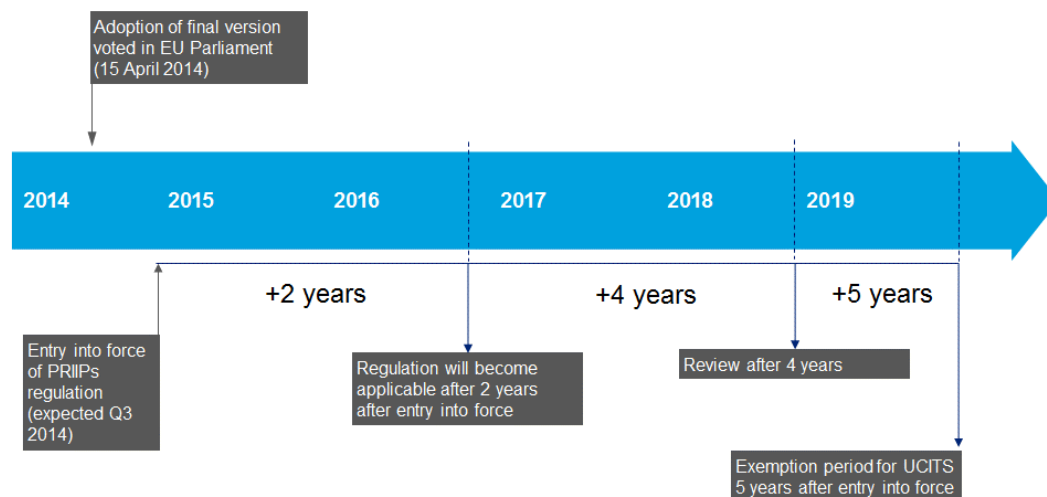 Adoption of final version
voted in EU Parliament
(15 April 2014)
2014 2015 2016 2017 2018 2019
+2 years +4 years +5 years
Entry into force
of PRIIPs
regulation
(expected Q3
2014)
Regulation will become
applicable after 2 years
after entry into force
Review after 4 years
Exemption period for UCITS
5 years after entry into force